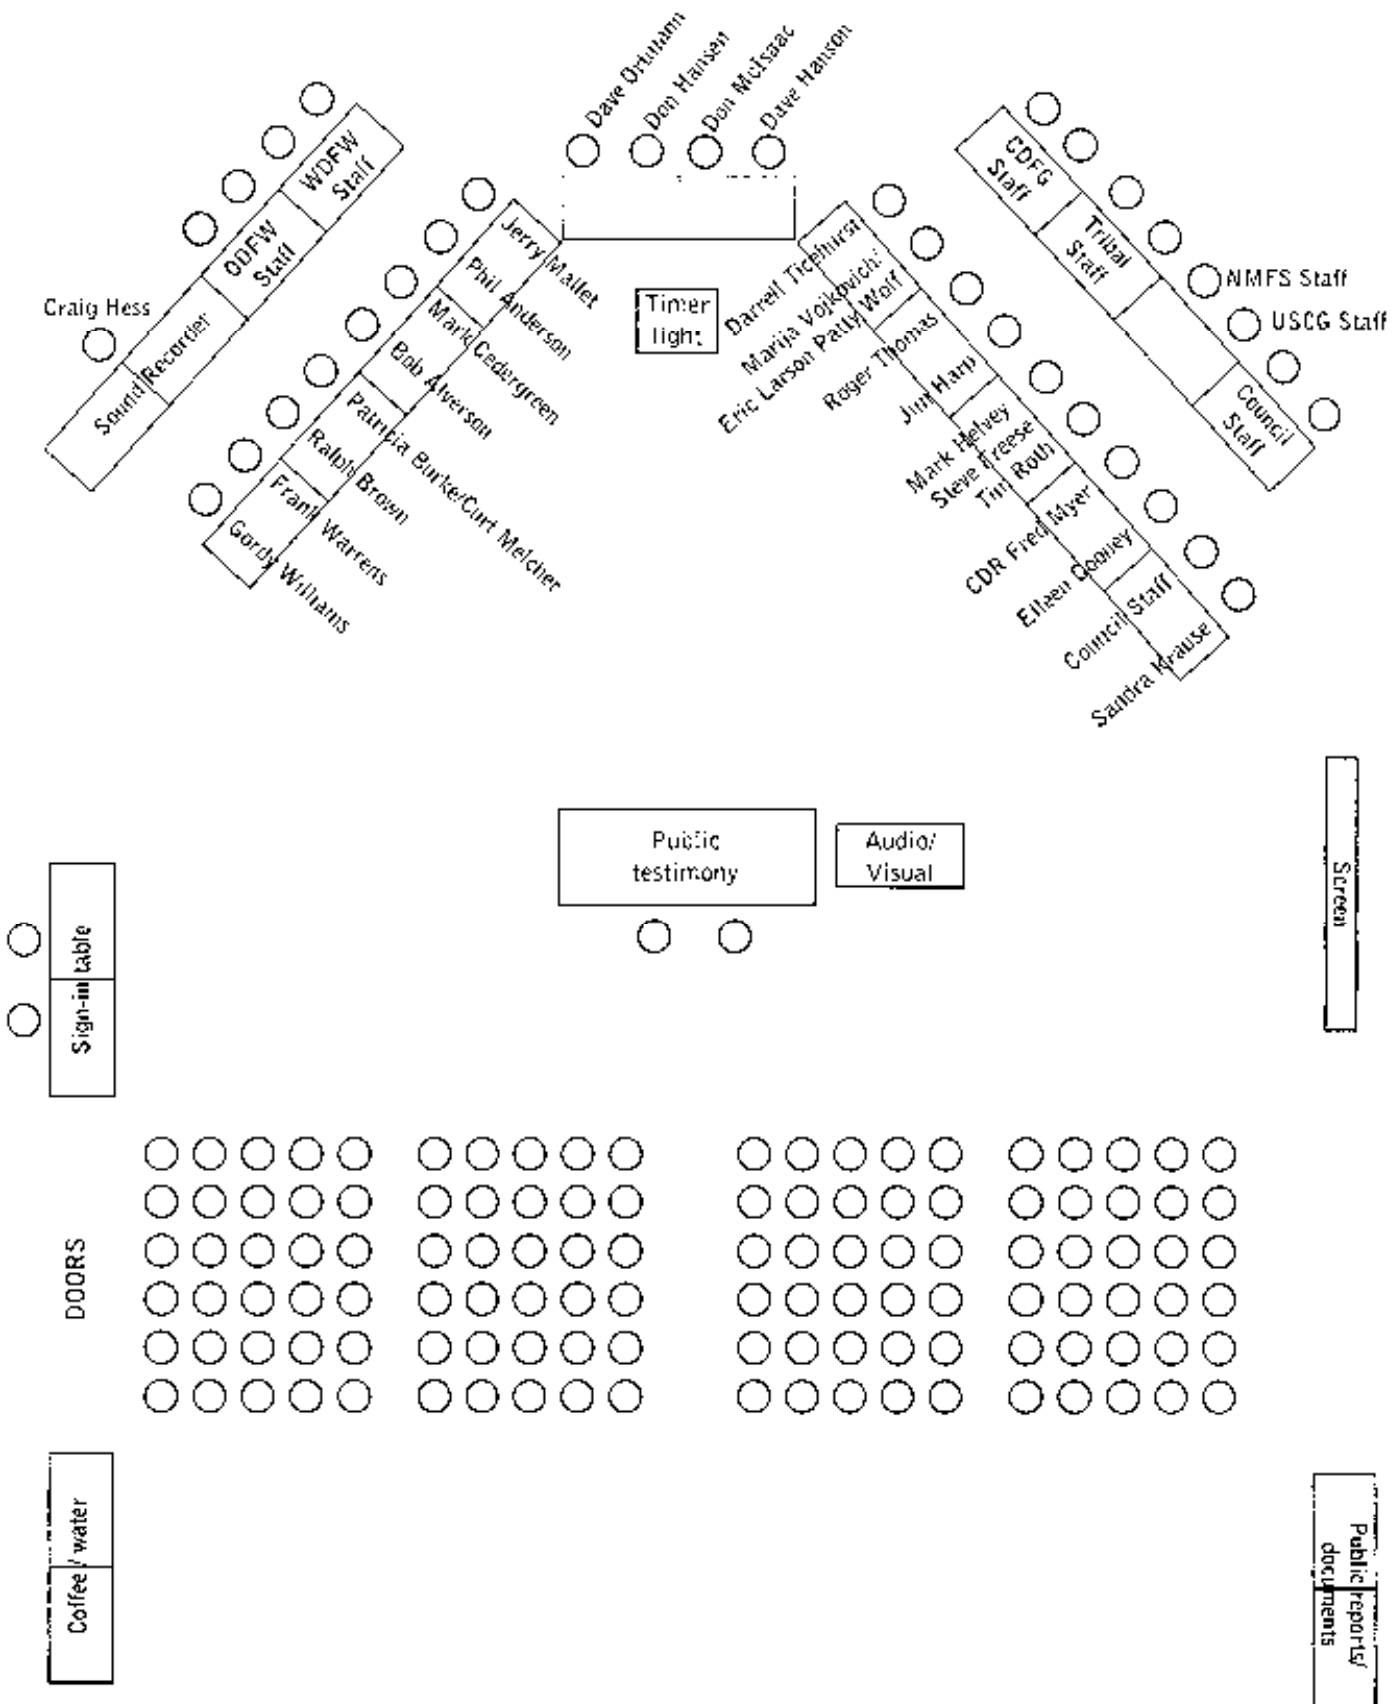 Dave Ortmann
Don Hansen
Don McIsaac
Dave Hanson
WDFW
Staff
ODFW
Staff
Craig Hess
Sound Recorder
Jerry Mallet
Phil Anderson
Mark Cedergreen
Bob Alverson
Patricia Burke/Curt Melcher
Ralph Brown
Frank Warrens
Gordy Williams
Timer
light
Darrell Ticehurst
Marija Vojkovich/
Eric Larson Patty Wolf
Roger Thomas
Jim Harp
Mark Helvey
Steve Freese
Tim Roth
CDR Fred Myer
Eileen Cooney
Council Staff
Sandra Krause
CDFG
Staff
Tribal
Staff
NMFS Staff
USCG Staff
Council
Staff
Public
testimony
Audio/
Visual
Screen
Sign-in table
DOORS
Coffee / water
Public reports/
documents